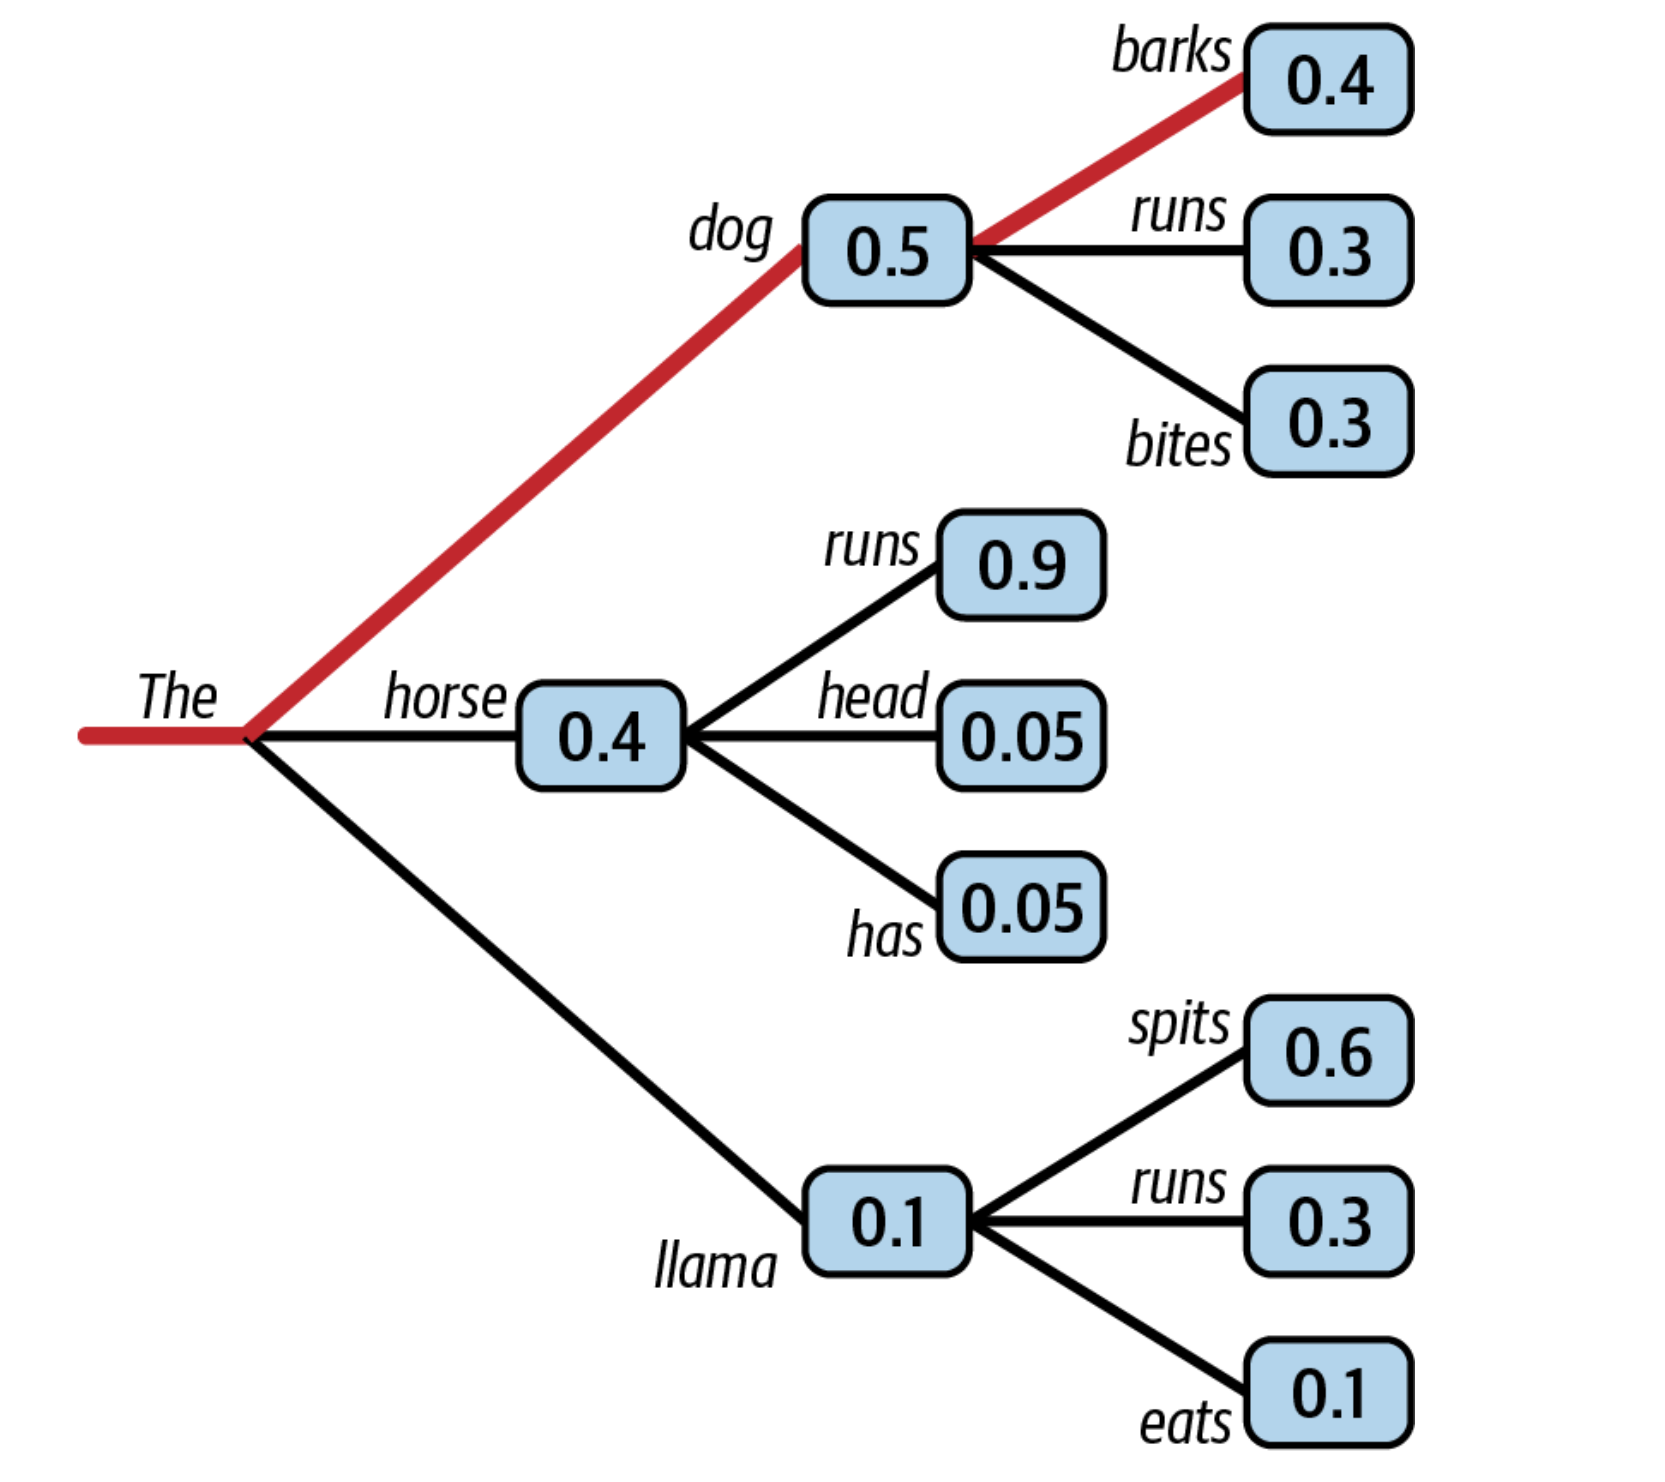 barks 0.4
dog 0.5 runs 0.3
bites 0.3
runs 0.9
The horse 0.4 head 0.05
has 0.05
spits 0.6
llama 0.1 runs 0.3
eats 0.1